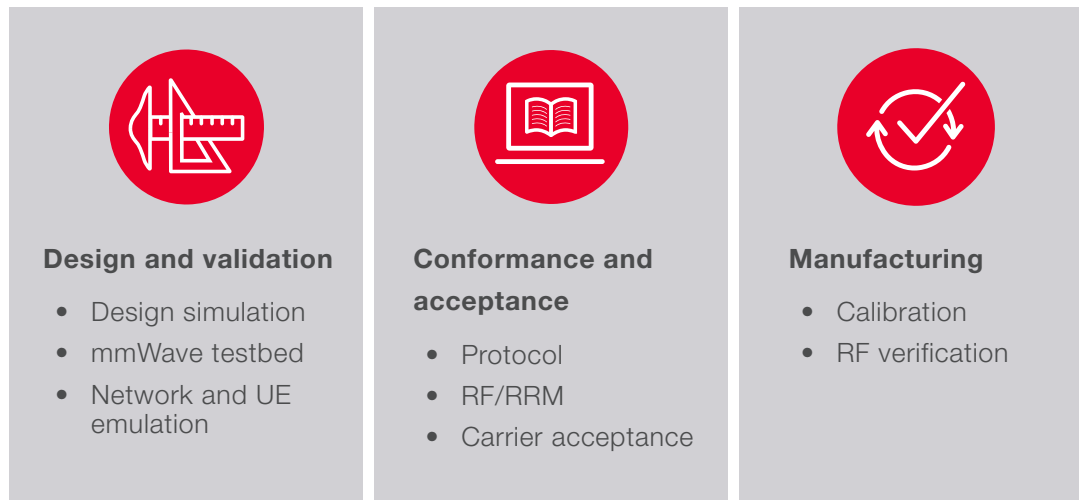 Design and validation
• Design simulation
• mmWave testbed
• Network and UE
emulation
Conformance and
acceptance
• Protocol
• RF/RRM
• Carrier acceptance
Manufacturing
• Calibration
• RF verification